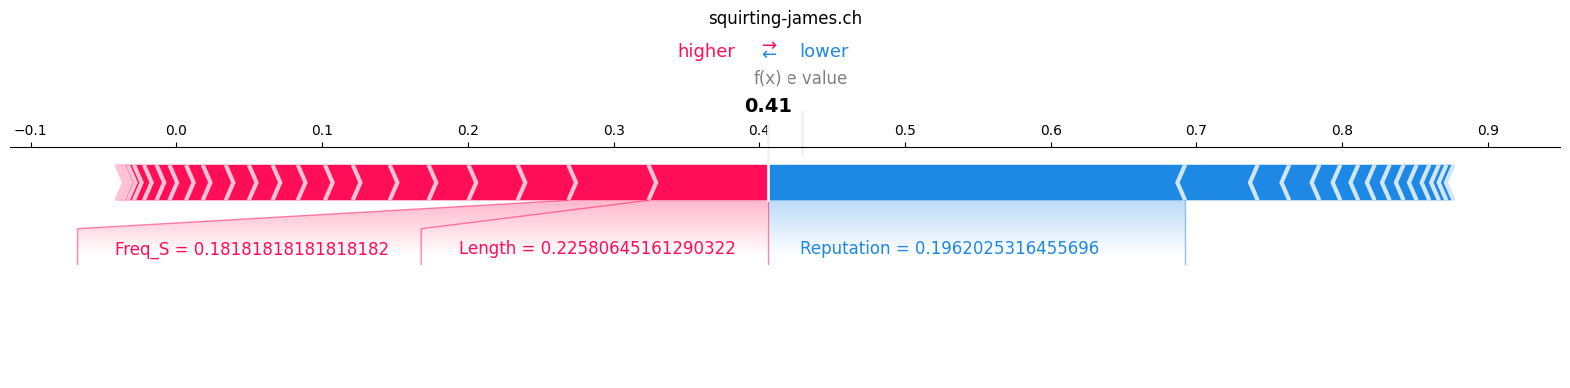 squirting-james.ch
higher ⇄ lower
f(x) e value
0.41
−0.1 0.0 0.1 0.2 0.3 0.4 0.5 0.6 0.7 0.8 0.9
Freq_S = 0.18181818181818182 Length = 0.22580645161290322 Reputation = 0.1962025316455696